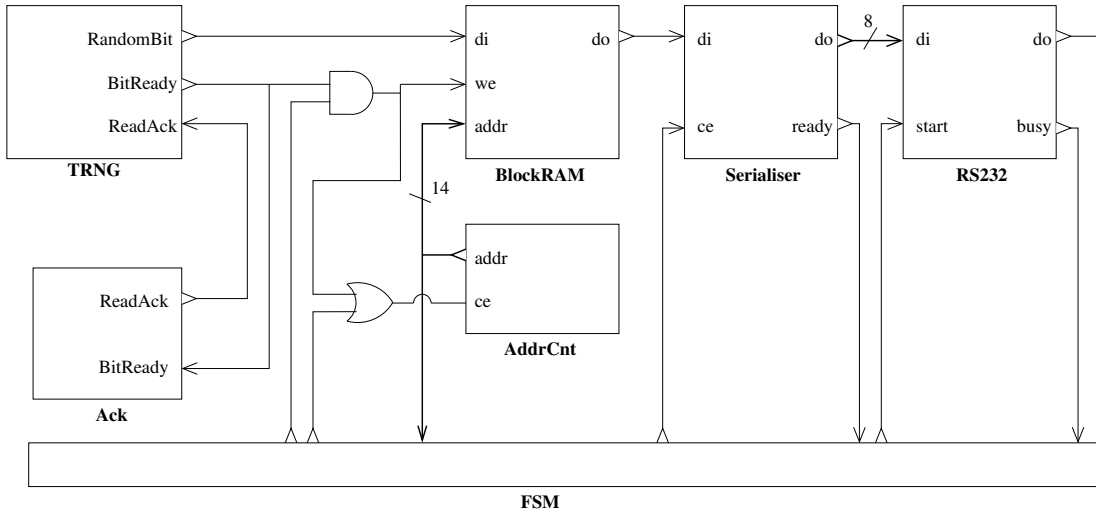 RandomBit
BitReady
ReadAck
TRNG
di
we
addr
do
BlockRAM
14
di
ce
do
ready
Serialiser
8
di
start
do
busy
RS232
addr
ce
AddrCnt
ReadAck
BitReady
Ack
FSM